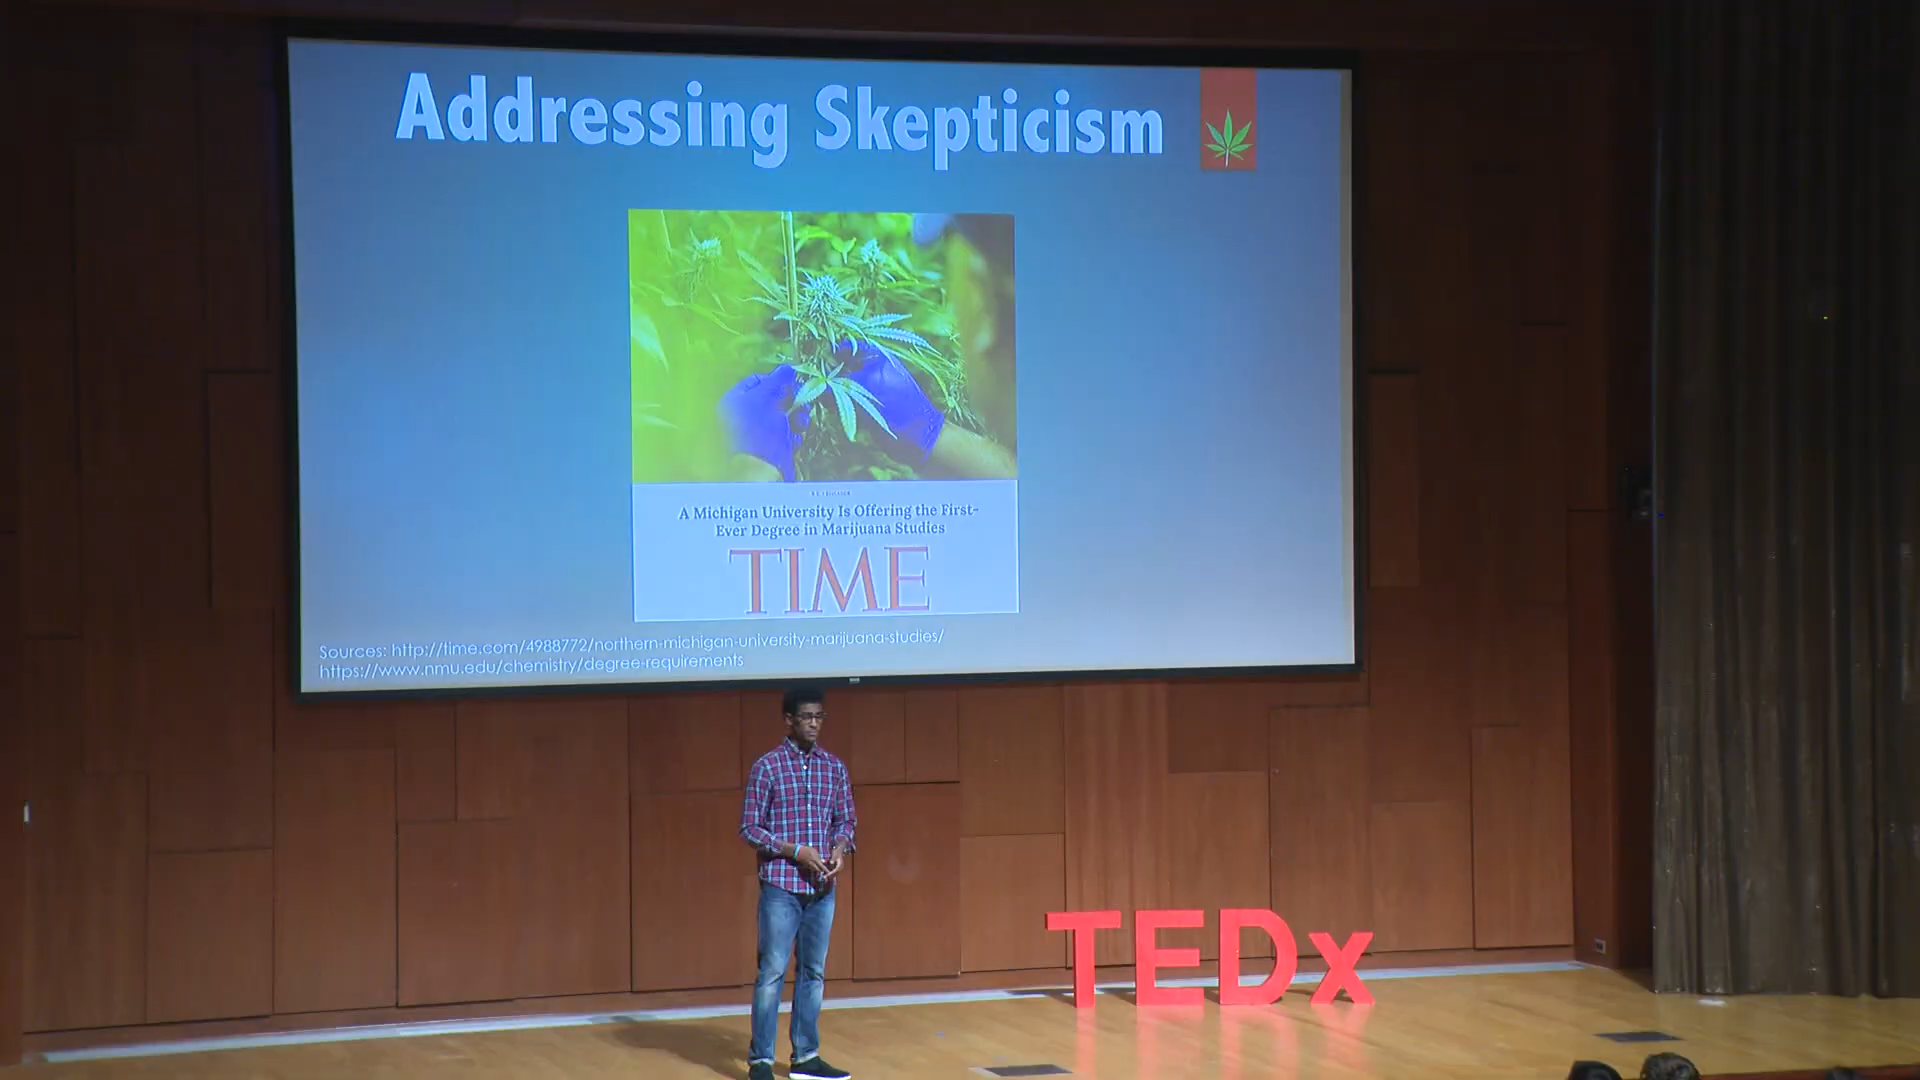 Addressing Skepticism
A Michigan University Is Offering the First-
Ever Degree in Marijuana Studies
TIME
Sources: http://time.com/4988772/northern-michigan-university-marijuana-studies/
https://www.nmu.edu/chemistry/degree-requirements
TEDx